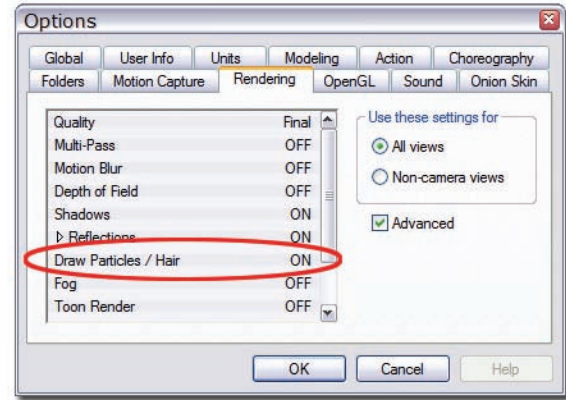 Options
Global User Info Units Modeling Action Choreography
Folders Motion Capture Rendering OpenGL Sound Onion Skin
Quality Final
Multi-Pass OFF
Motion Blur OFF
Depth of Field OFF
Shadows ON
Reflections ON
Draw Particles / Hair ON
Fog OFF
Toon Render OFF
Use these settings for
All views
Non-camera views
Advanced
OK Cancel Help